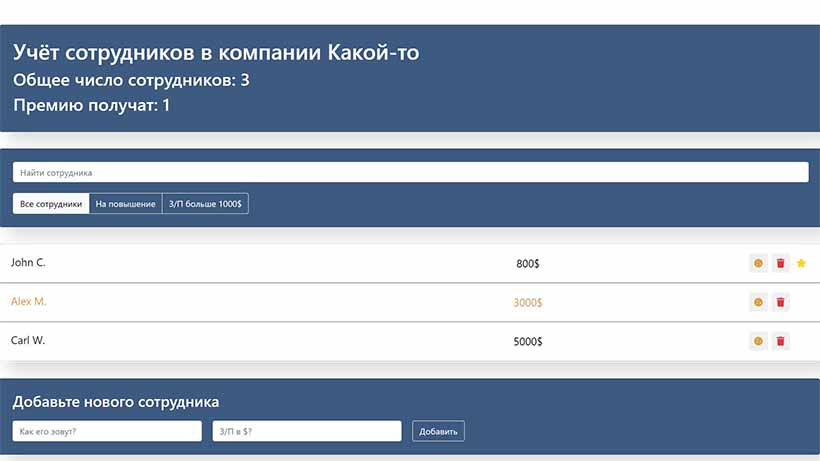 Учёт сотрудников в компании Какой-то
Общее число сотрудников: 3
Премию получат: 1
Найти сотрудника
Все сотрудники На повышение З/П больше 1000$
John C. 800$
Alex M. 3000$
Carl W. 5000$
Добавьте нового сотрудника
Как его зовут? З/П в $? Добавить